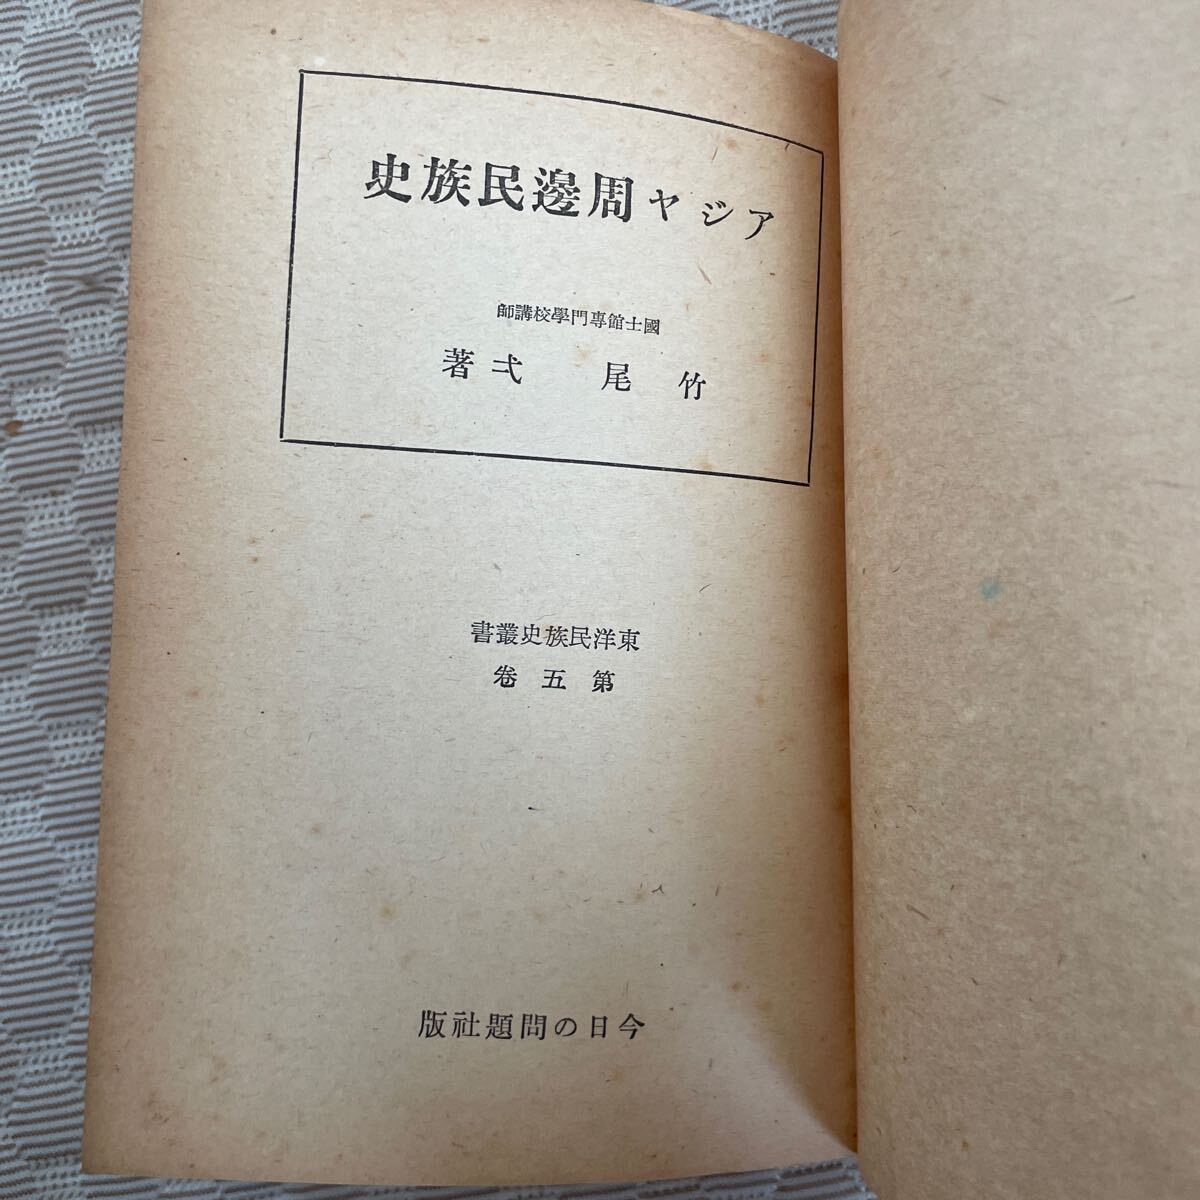 アジヤ周邊民族史
國士館專門學校講師
竹尾弌著
東洋民族史叢書
第五卷
今日の問題社版